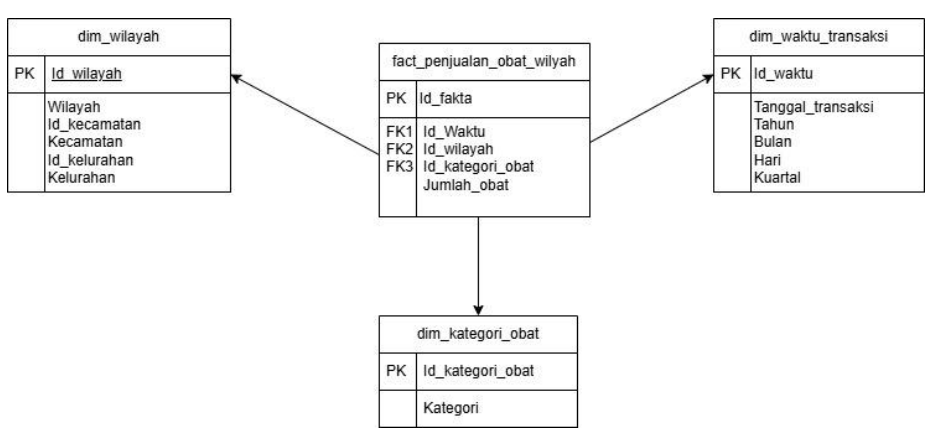 dim_wilayah
PK Id_wilayah
Wilayah
Id_kecamatan
Kecamatan
Id_kelurahan
Kelurahan
fact_penjualan_obat_wilyah
PK Id_fakta
FK1 Id_Waktu
FK2 Id_wilayah
FK3 Id_kategori_obat
Jumlah_obat
dim_waktu_transaksi
PK Id_waktu
Tanggal_transaksi
Tahun
Bulan
Hari
Kuartal
dim_kategori_obat
PK Id_kategori_obat
Kategori